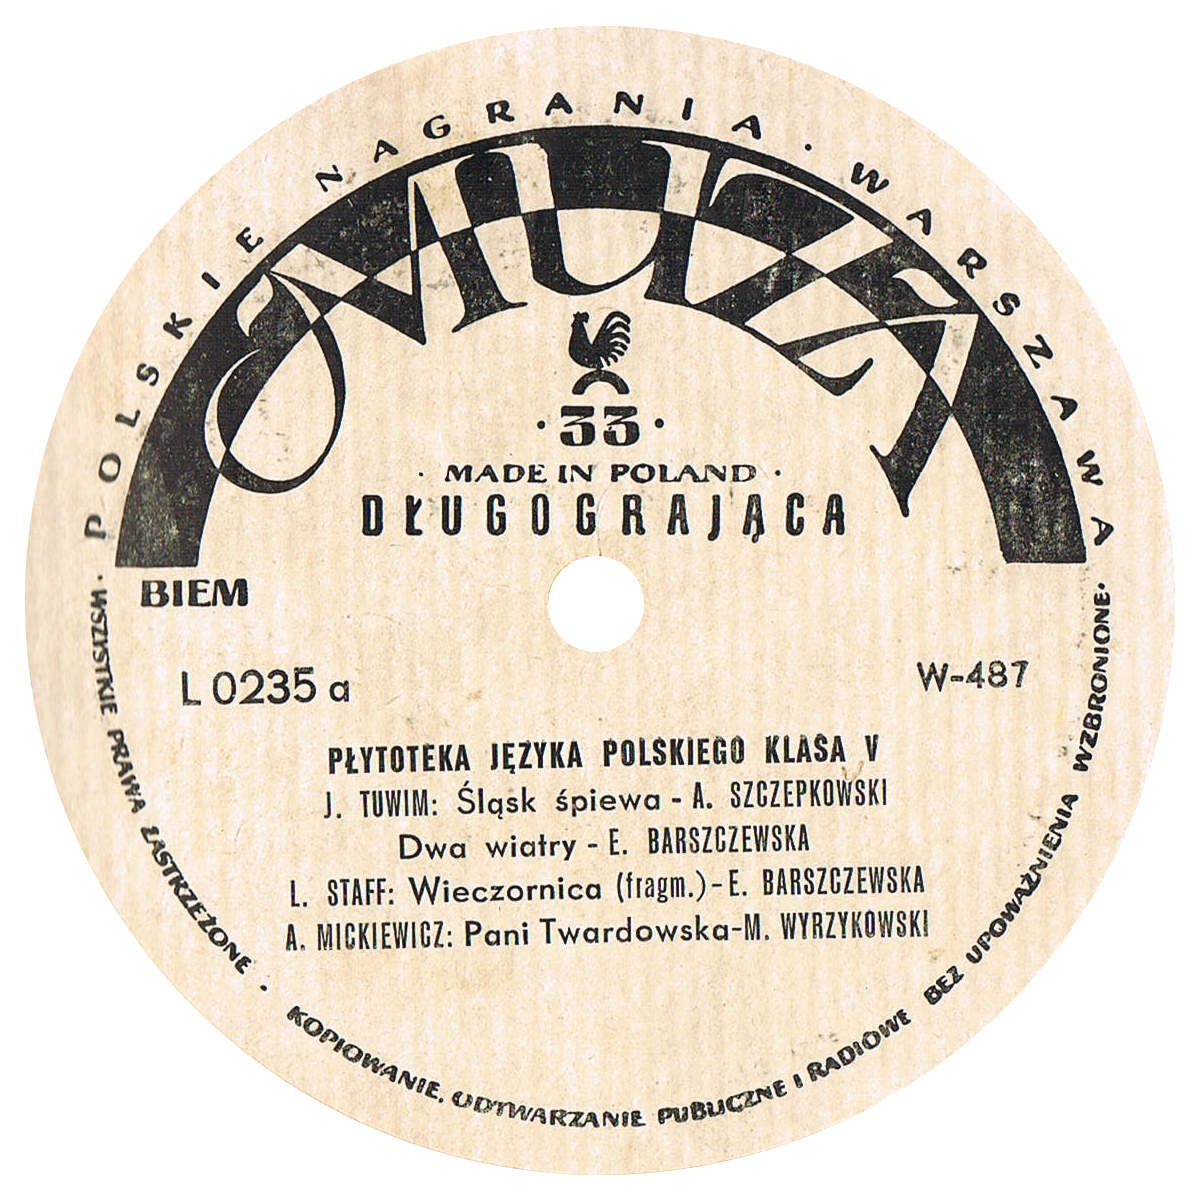 POLSKIE NAGRANIA · WARSZAWA
MUZA
· 33 ·
· MADE IN POLAND ·
DŁUGOGRAJĄCA
BIEM
L 0235 a
W-487
PŁYTOTEKA JĘZYKA POLSKIEGO KLASA V
J. TUWIM: Śląsk śpiewa - A. SZCZEPKOWSKI
Dwa wiatry - E. BARSZCZEWSKA
L. STAFF: Wieczornica (fragm.) - E. BARSZCZEWSKA
A. MICKIEWICZ: Pani Twardowska - M. WYRZYKOWSKI
· WSZYSTKIE PRAWA ZASTRZEŻONE · KOPIOWANIE, ODTWARZANIE PUBLICZNE I RADIOWE BEZ UPOWAŻNIENIA WZBRONIONE ·